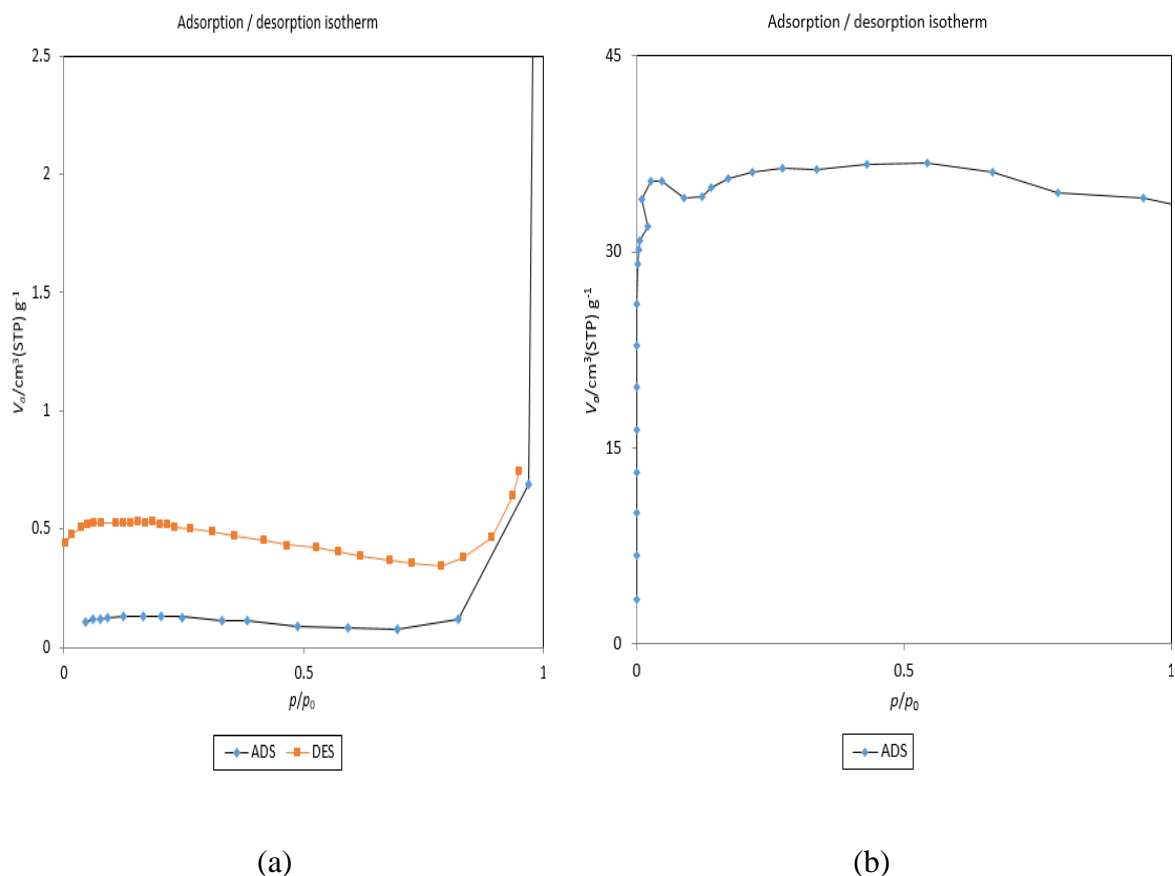 Adsorption / desorption isotherm
2.5
2
1.5
1
0.5
0
Va/cm³(STP) g⁻¹
0 0.5 1
p/p₀
ADS DES
(a)
Adsorption / desorption isotherm
45
30
15
0
Va/cm³(STP) g⁻¹
0 0.5 1
p/p₀
ADS
(b)